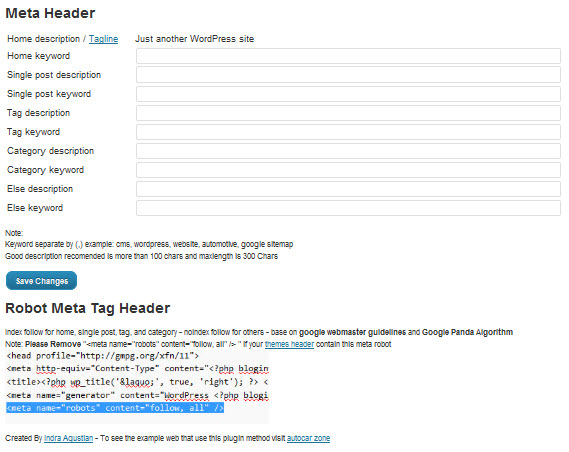 Meta Header
Home description / Tagline Just another WordPress site
Home keyword
Single post description
Single post keyword
Tag description
Tag keyword
Category description
Category keyword
Else description
Else keyword
Note:
Keyword separate by (,) example: cms, wordpress, website, automotive, google sitemap
Good description recomended is more than 100 chars and maxlength is 300 Chars
Save Changes
Robot Meta Tag Header
Index follow for home, single post, tag, and category - noindex follow for others - base on google webmaster guidelines and Google Panda Algorithm
Note: Please Remove "<meta name="robots" content="follow, all" /> " if your themes header contain this meta robot
<head profile="http://gmpg.org/xfn/11">
<meta http-equiv="Content-Type" content="<?php blogin
<title><?php wp_title('&laquo;', true, 'right'); ?> <
<meta name="generator" content="WordPress <?php blogi
<meta name="robots" content="follow, all" />
Created By Indra Agustian - To see the example web that use this plugin method visit autocar zone